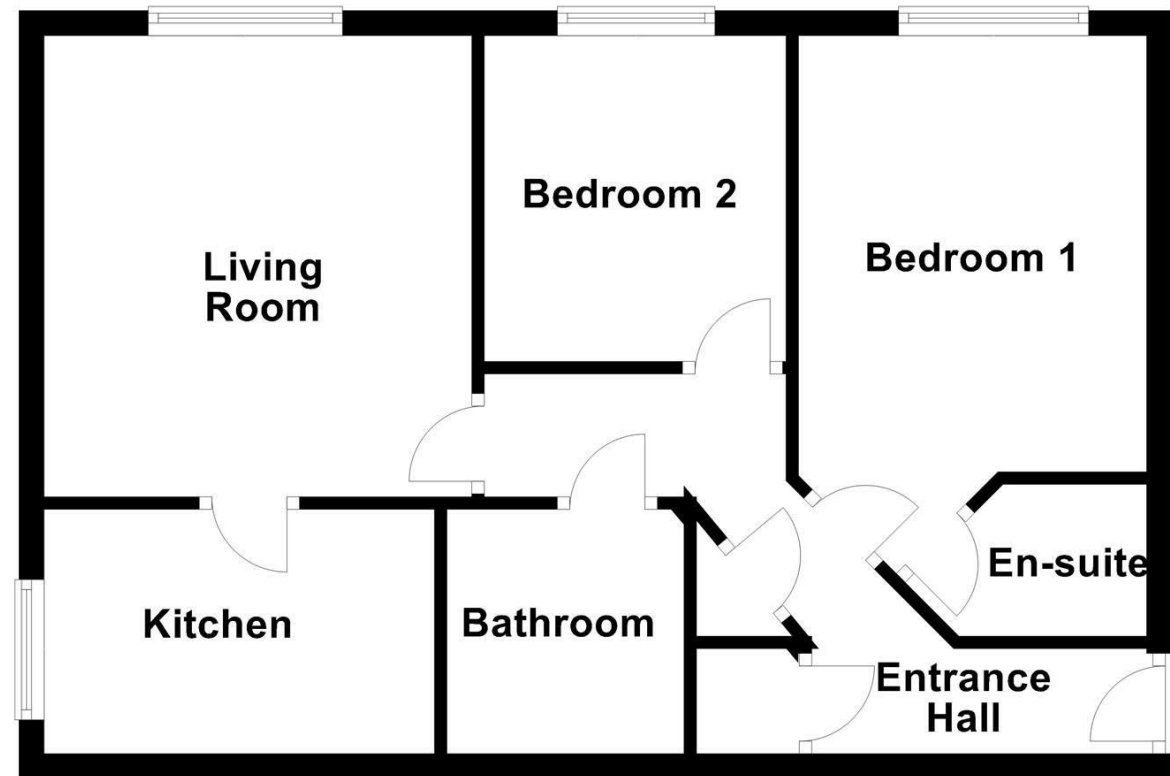 Living
Room
Bedroom 2
Bedroom 1
Kitchen
Bathroom
En-suite
Entrance
Hall